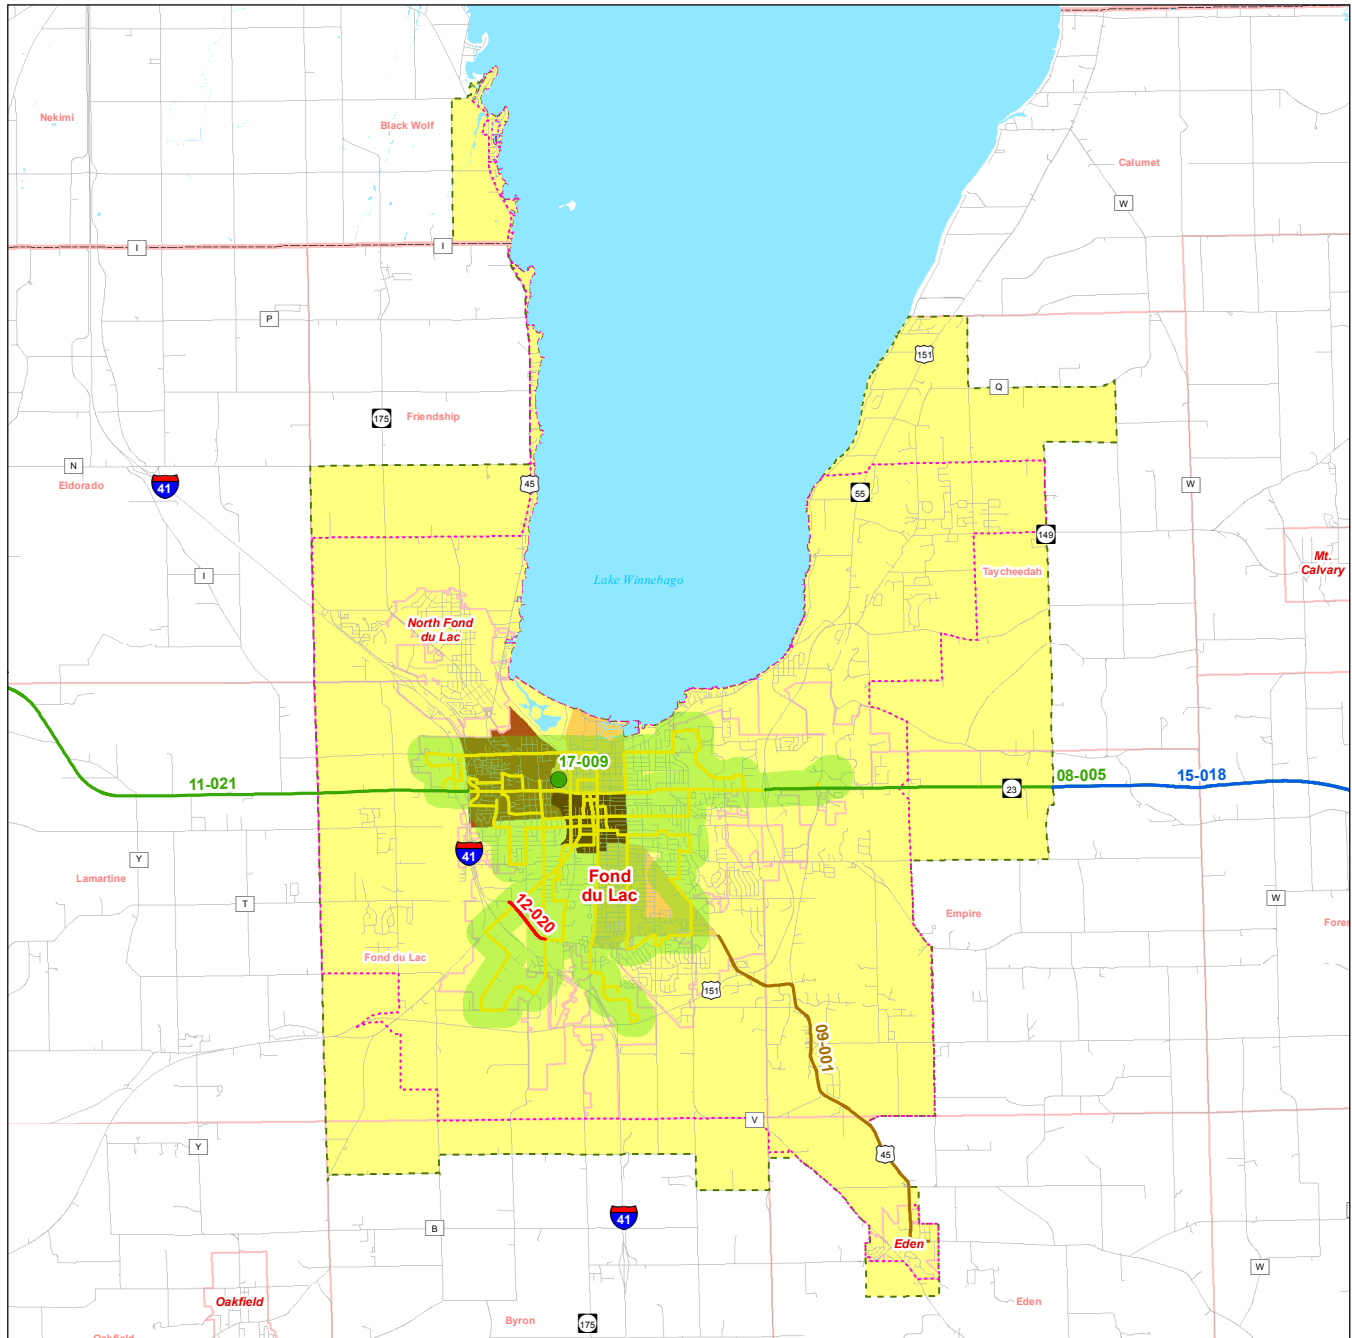 Nekimi
Black Wolf
Calumet
W
I
I
P
151
Q
175
Friendship
N
Eldorado
41
45
55
W
149
Mt.
Calvary
Taycheedah
I
Lake Winnebago
North Fond
du Lac
17-009
11-021
08-005
15-018
23
41
Y
Lamartine
T
Fond
du Lac
12-020
W
Empire
Fores
Fond du Lac
151
09-001
V
Y
45
41
B
Eden
W
Oakfield
Eden
Byron
175
Oakfield